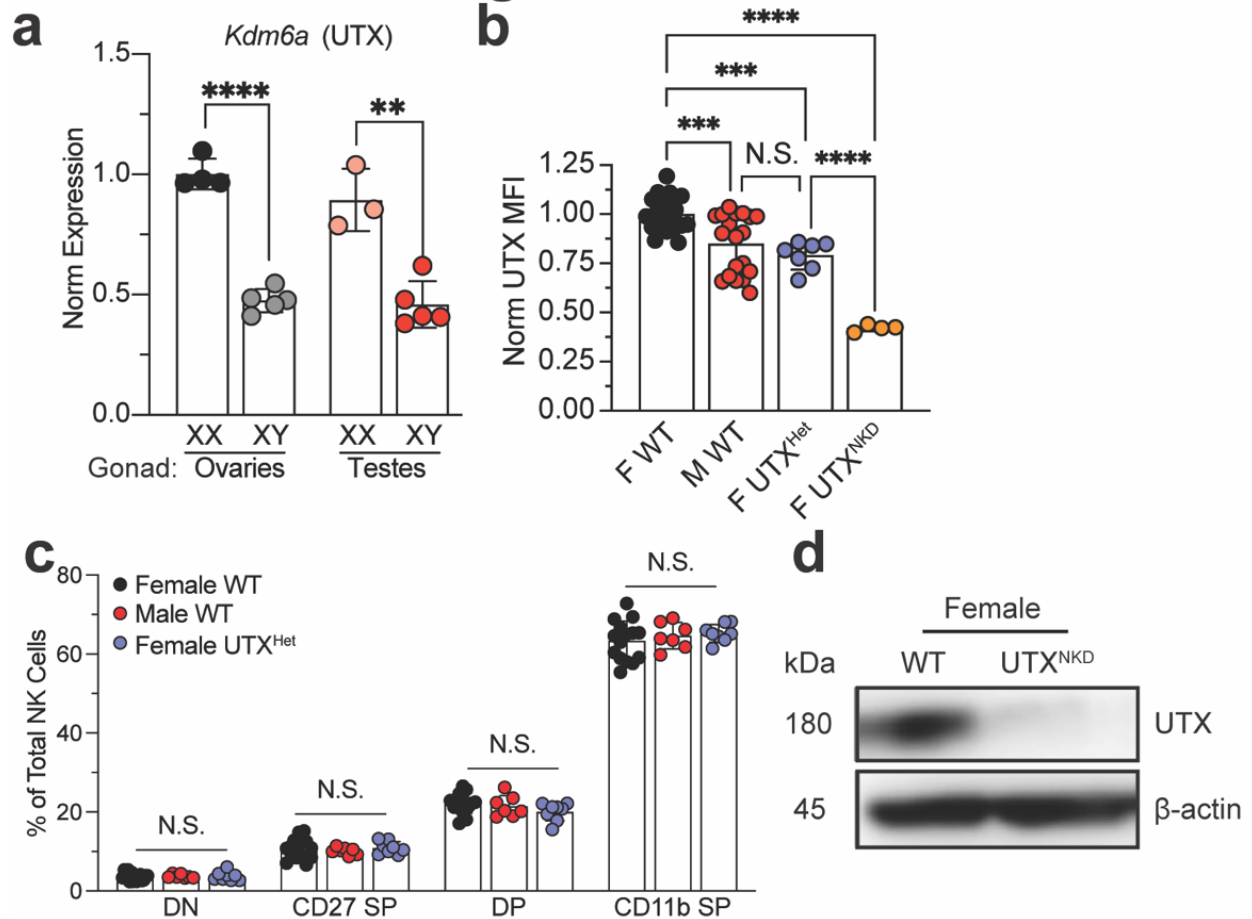 a
Kdm6a (UTX)
Norm Expression
1.5
1.0
0.5
0.0
****
**
XX XY XX XY
Gonad: Ovaries Testes
b
****
***
***
N.S.
****
Norm UTX MFI
1.25
1.00
0.75
0.50
0.25
0.00
F WT
M WT
F UTXHet
F UTXNKD
c
% of Total NK Cells
80
60
40
20
0
Female WT
Male WT
Female UTXHet
N.S.
N.S.
N.S.
N.S.
DN CD27 SP DP CD11b SP
d
Female
kDa WT UTXNKD
180 UTX
45 β-actin